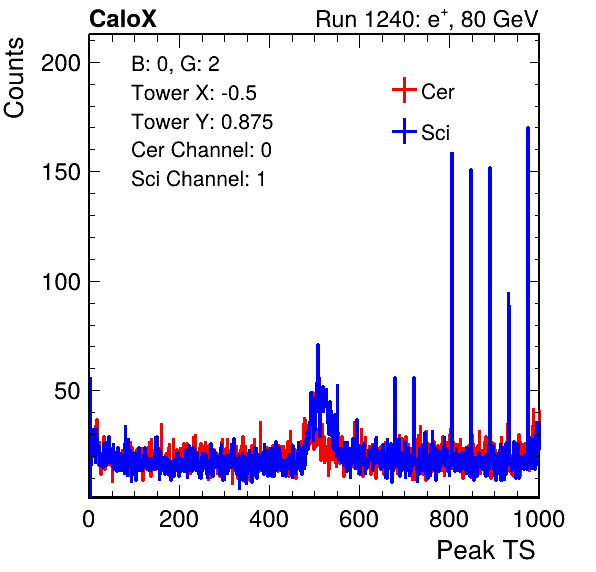 CaloX Run 1240: e+, 80 GeV
B: 0, G: 2
Tower X: -0.5
Tower Y: 0.875
Cer Channel: 0
Sci Channel: 1
Cer
Sci
Counts
200
150
100
50
0 200 400 600 800 1000
Peak TS